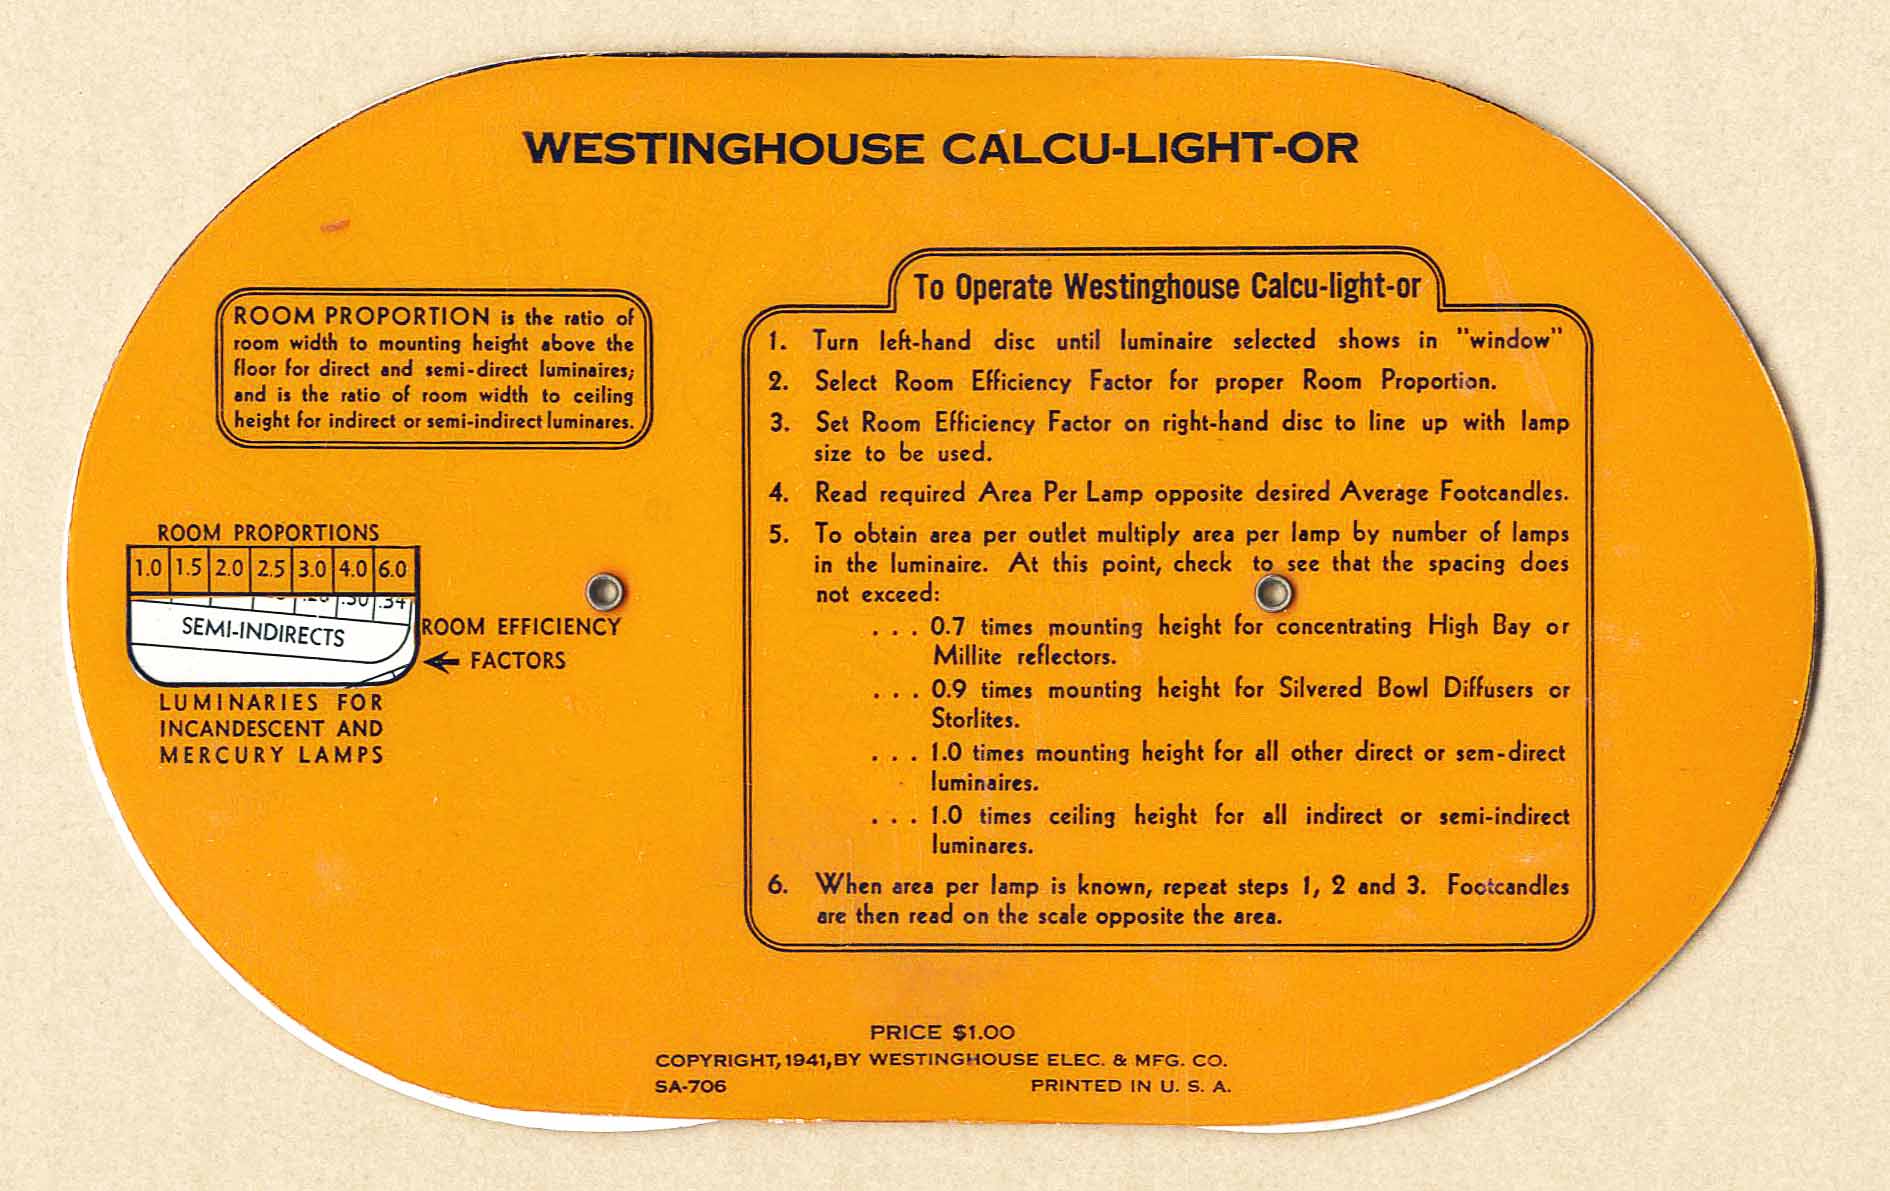 WESTINGHOUSE CALCU-LIGHT-OR
ROOM PROPORTION is the ratio of
room width to mounting height above the
floor for direct and semi-direct luminaires;
and is the ratio of room width to ceiling
height for indirect or semi-indirect luminares.
ROOM PROPORTIONS
1.0 1.5 2.0 2.5 3.0 4.0 6.0
.30 .34
SEMI-INDIRECTS
ROOM EFFICIENCY
FACTORS
LUMINARIES FOR
INCANDESCENT AND
MERCURY LAMPS
To Operate Westinghouse Calcu-light-or
1. Turn left-hand disc until luminaire selected shows in "window"
2. Select Room Efficiency Factor for proper Room Proportion.
3. Set Room Efficiency Factor on right-hand disc to line up with lamp
size to be used.
4. Read required Area Per Lamp opposite desired Average Footcandles.
5. To obtain area per outlet multiply area per lamp by number of lamps
in the luminaire. At this point, check to see that the spacing does
not exceed:
. . . 0.7 times mounting height for concentrating High Bay or
Millite reflectors.
. . . 0.9 times mounting height for Silvered Bowl Diffusers or
Storlites.
. . . 1.0 times mounting height for all other direct or sem-direct
luminaires.
. . . 1.0 times ceiling height for all indirect or semi-indirect
luminares.
6. When area per lamp is known, repeat steps 1, 2 and 3. Footcandles
are then read on the scale opposite the area.
PRICE $1.00
COPYRIGHT, 1941, BY WESTINGHOUSE ELEC. & MFG. CO.
SA-706 PRINTED IN U. S. A.